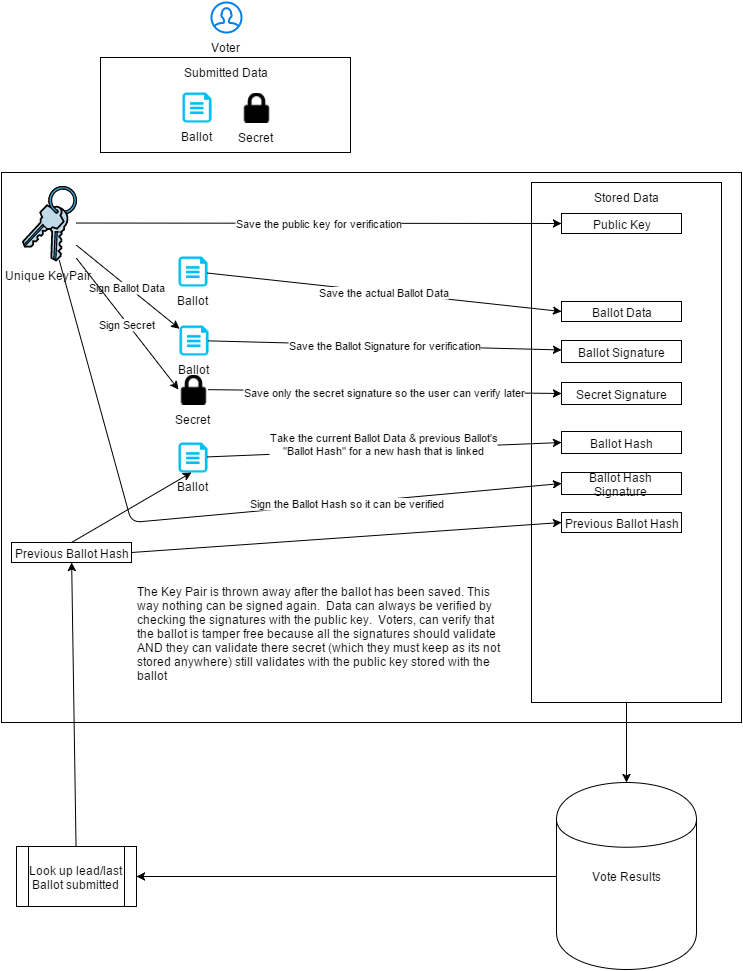 Voter
Submitted Data
Ballot
Secret
Stored Data
Save the public key for verification
Public Key
Unique KeyPair
Sign Ballot Data
Ballot
Save the actual Ballot Data
Ballot Data
Sign Secret
Save the Ballot Signature for verification
Ballot Signature
Ballot
Save only the secret signature so the user can verify later
Secret Signature
Secret
Take the current Ballot Data & previous Ballot's
"Ballot Hash" for a new hash that is linked
Ballot Hash
Ballot
Ballot Hash
Signature
Sign the Ballot Hash so it can be verified
Previous Ballot Hash
Previous Ballot Hash
The Key Pair is thrown away after the ballot has been saved. This
way nothing can be signed again.  Data can always be verified by
checking the signatures with the public key.  Voters, can verify that
the ballot is tamper free because all the signatures should validate
AND they can validate there secret (which they must keep as its not
stored anywhere) still validates with the public key stored with the
ballot
Look up lead/last
Ballot submitted
Vote Results